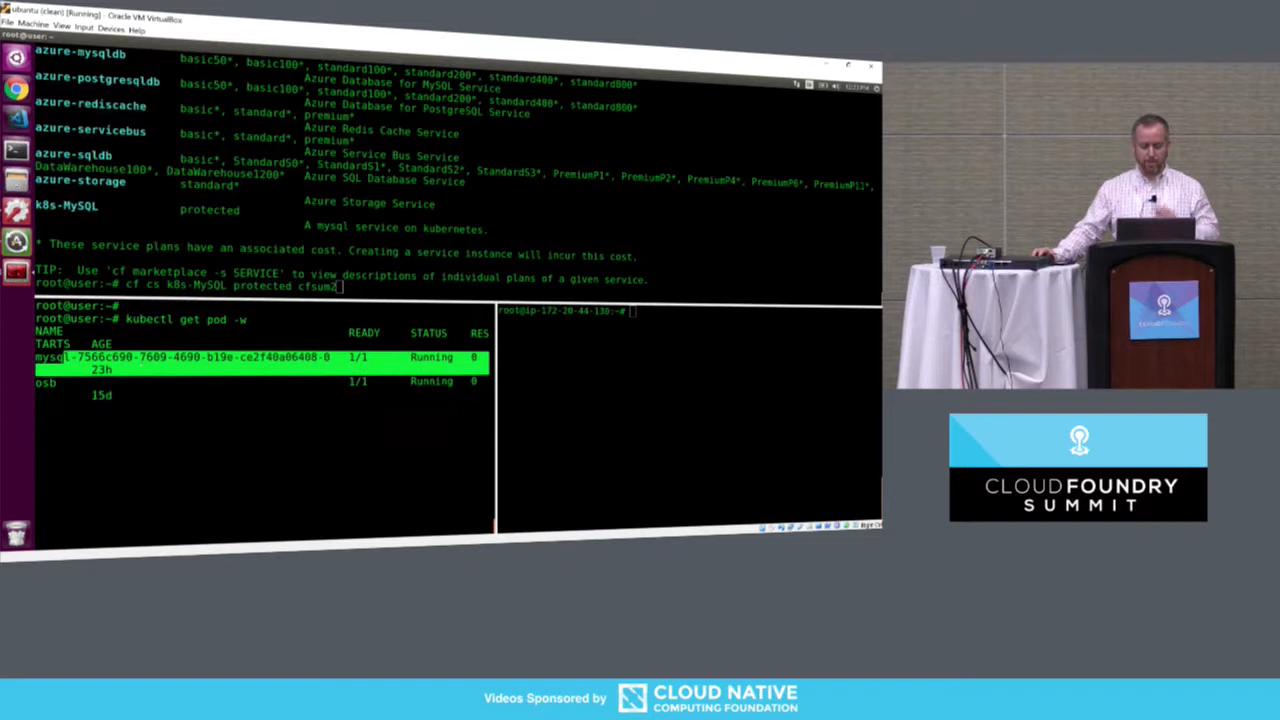 ubuntu (clean) [Running] - Oracle VM VirtualBox
File Machine View Input Devices Help
root@user: ~
azure-mysqldb basic50*, basic100*, standard100*, standard200*, standard400*, standard800*
Azure Database for MySQL Service
azure-postgresqldb basic50*, basic100*, standard100*, standard200*, standard400*, standard800*
Azure Database for PostgreSQL Service
azure-rediscache basic*, standard*, premium*
Azure Redis Cache Service
azure-servicebus basic*, standard*, premium*
Azure Service Bus Service
azure-sqldb basic*, StandardS0*, StandardS1*, StandardS2*, StandardS3*, PremiumP1*, PremiumP2*, PremiumP4*, PremiumP6*, PremiumP11*,
DataWarehouse100*, DataWarehouse1200* Azure SQL Database Service
azure-storage standard*
Azure Storage Service
k8s-MySQL protected
A mysql service on kubernetes.
* These service plans have an associated cost. Creating a service instance will incur this cost.
TIP: Use 'cf marketplace -s SERVICE' to view descriptions of individual plans of a given service.
root@user:~# cf cs k8s-MySQL protected cfsum2
root@user:~#
root@user:~# kubectl get pod -w
NAME READY STATUS RES
TARTS AGE
mysql-7566c690-7609-4690-b19e-ce2f40a06408-0 1/1 Running 0
23h
osb 1/1 Running 0
15d
root@ip-172-20-44-130:~#
CLOUDFOUNDRY
SUMMIT
Videos Sponsored by
CLOUD NATIVE
COMPUTING FOUNDATION